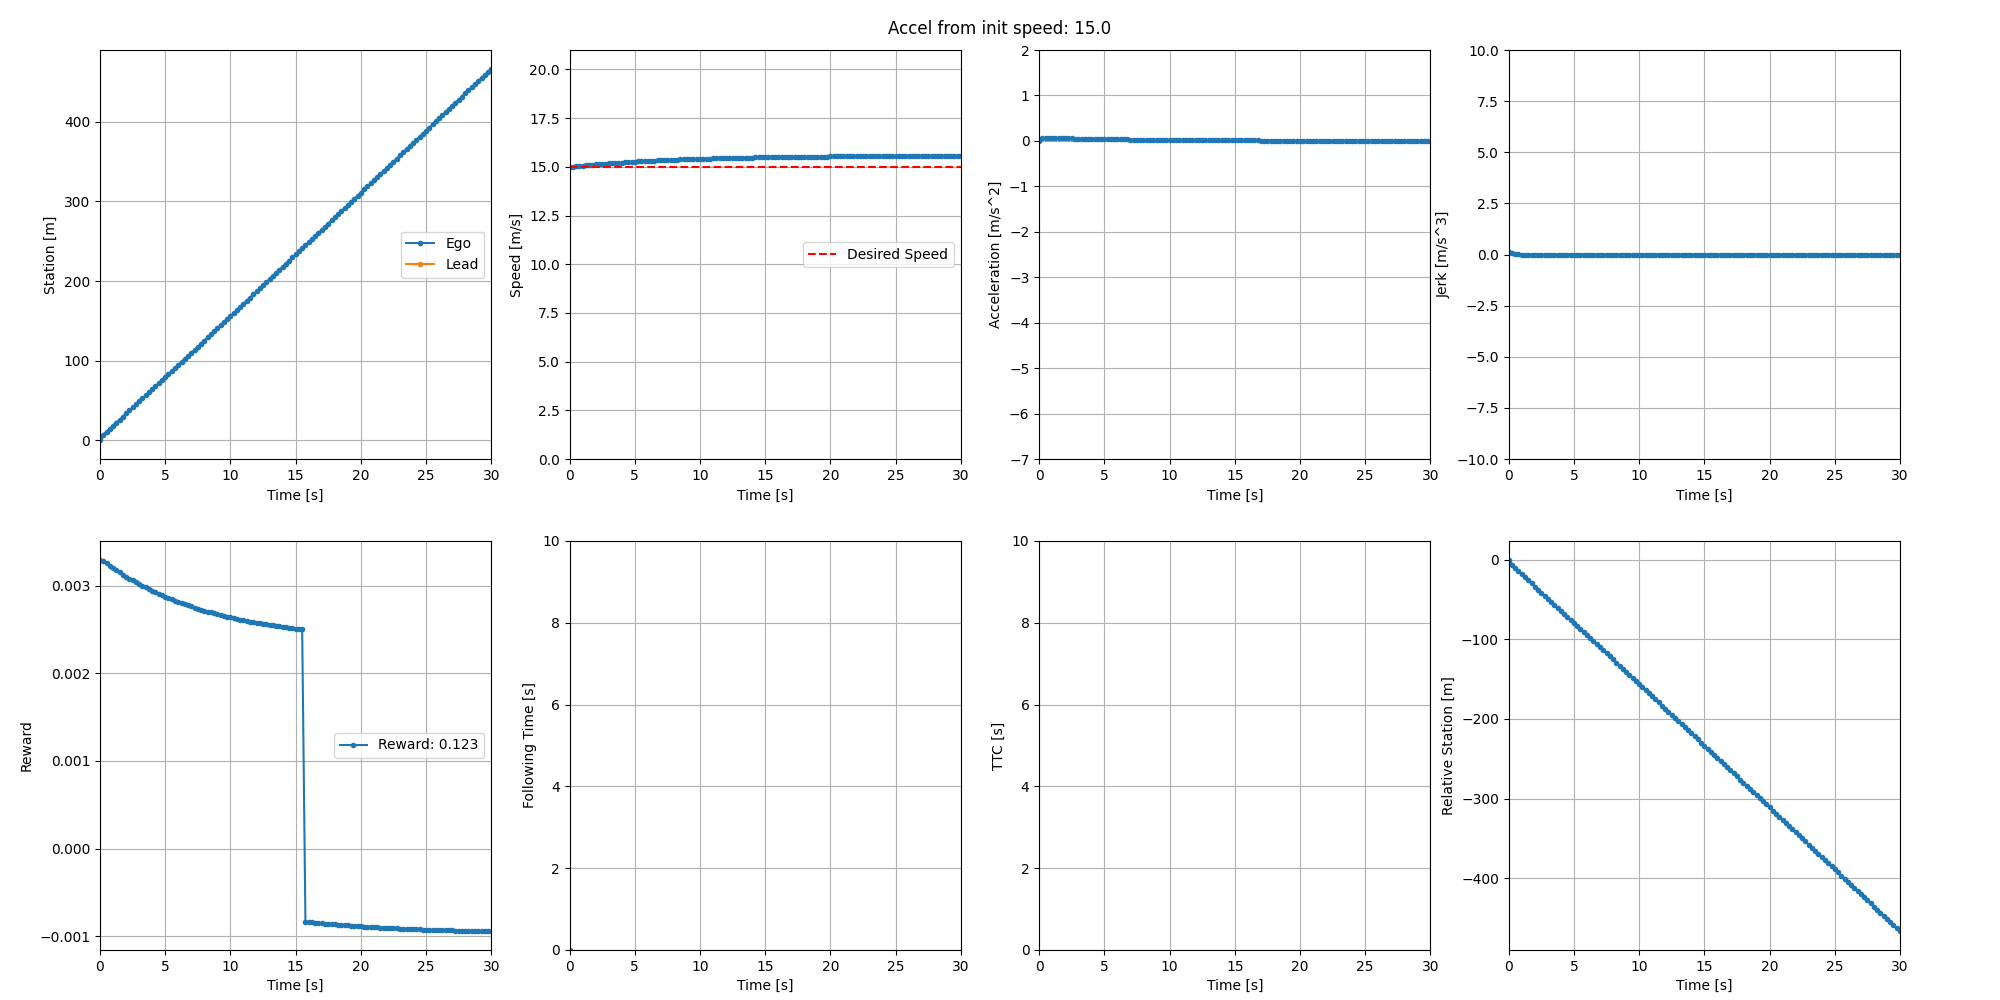 Accel from init speed: 15.0
Station [m]
400
300
200
100
0
0 5 10 15 20 25 30
Time [s]
Ego
Lead
Speed [m/s]
20.0
17.5
15.0
12.5
10.0
7.5
5.0
2.5
0.0
0 5 10 15 20 25 30
Time [s]
Desired Speed
Acceleration [m/s^2]
2
1
0
−1
−2
−3
−4
−5
−6
−7
0 5 10 15 20 25 30
Time [s]
Jerk [m/s^3]
10.0
7.5
5.0
2.5
0.0
−2.5
−5.0
−7.5
−10.0
0 5 10 15 20 25 30
Time [s]
Reward
0.003
0.002
0.001
0.000
−0.001
0 5 10 15 20 25 30
Time [s]
Reward: 0.123
Following Time [s]
10
8
6
4
2
0
0 5 10 15 20 25 30
Time [s]
TTC [s]
10
8
6
4
2
0
0 5 10 15 20 25 30
Time [s]
Relative Station [m]
0
−100
−200
−300
−400
0 5 10 15 20 25 30
Time [s]